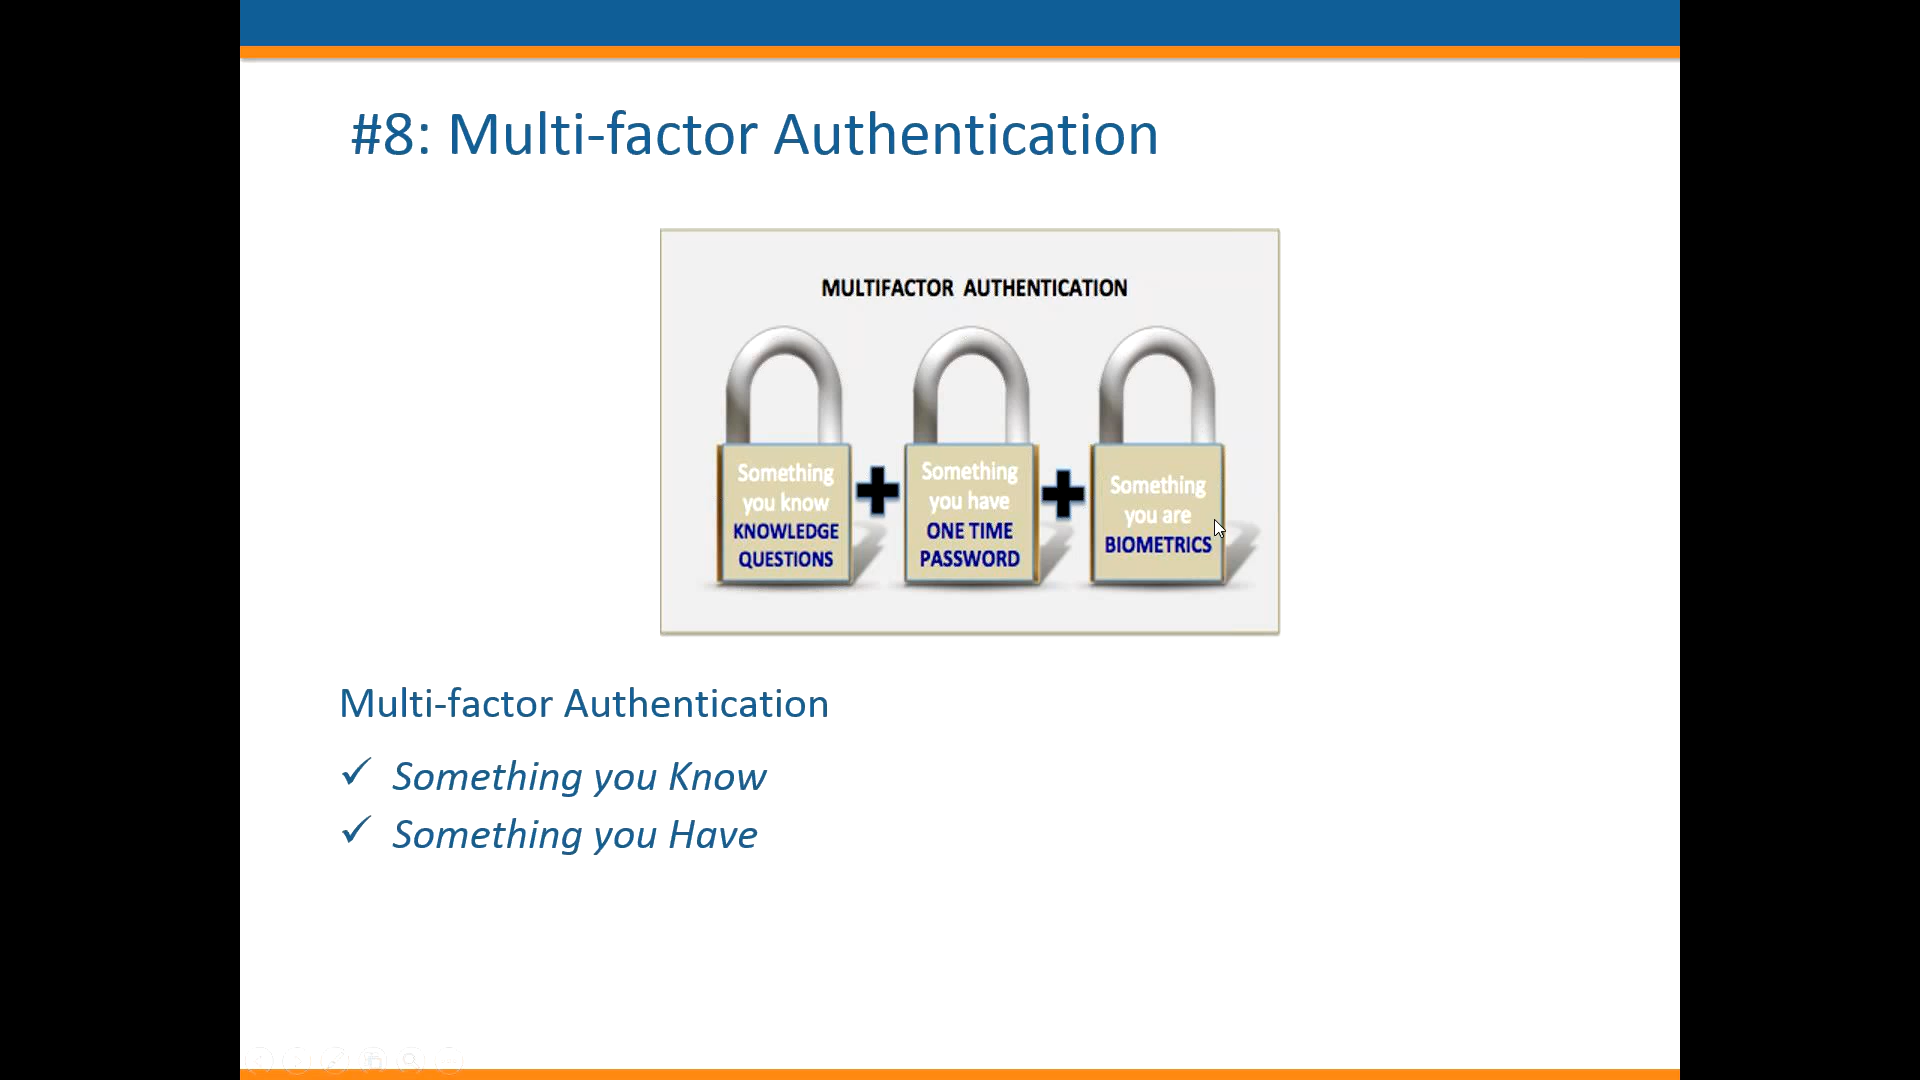 #8: Multi-factor Authentication
MULTIFACTOR AUTHENTICATION
Something
you know
KNOWLEDGE
QUESTIONS
Something
you have
ONE TIME
PASSWORD
Something
you are
BIOMETRICS
Multi-factor Authentication
✓ Something you Know
✓ Something you Have